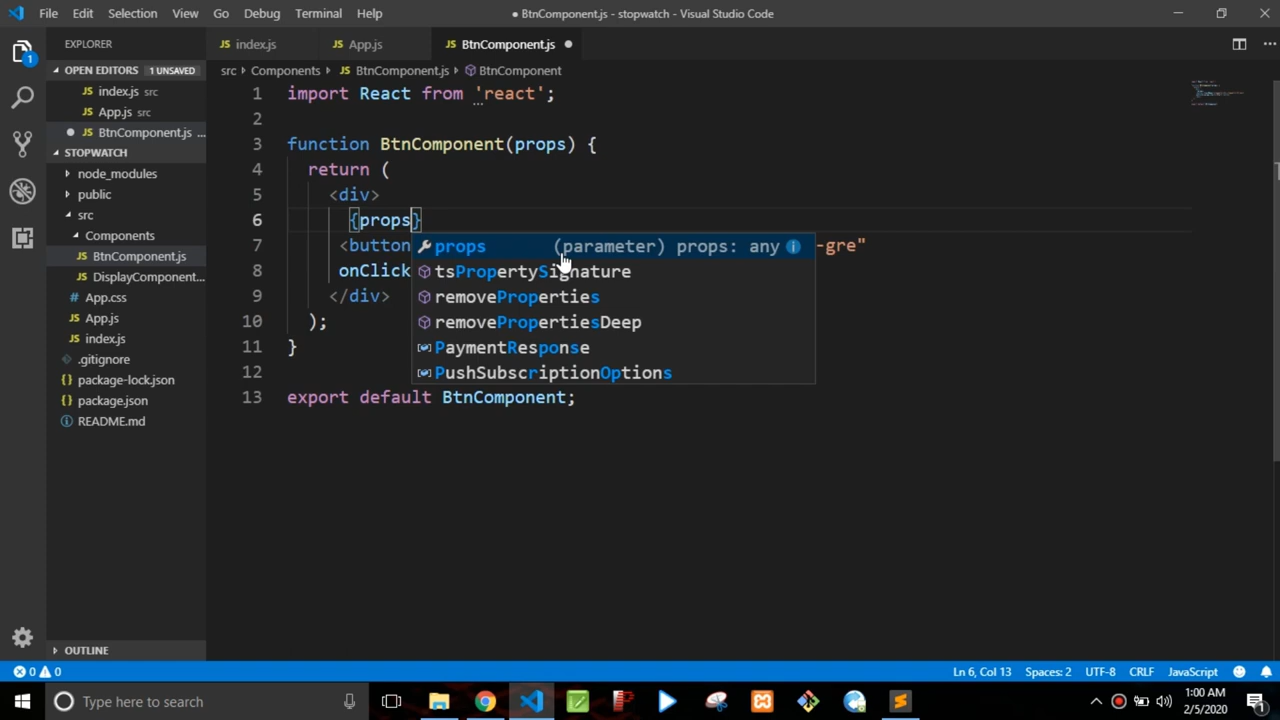 File Edit Selection View Go Debug Terminal Help
● BtnComponent.js - stopwatch - Visual Studio Code
EXPLORER
JS index.js
JS App.js
JS BtnComponent.js
OPEN EDITORS 1 UNSAVED
JS index.js src
JS App.js src
JS BtnComponent.js ...
STOPWATCH
node_modules
public
src
Components
JS BtnComponent.js
JS DisplayComponent...
# App.css
JS App.js
JS index.js
.gitignore
{} package-lock.json
{} package.json
README.md
OUTLINE
src Components JS BtnComponent.js BtnComponent
1 import React from 'react';
2
3 function BtnComponent(props) {
4 return (
5 <div>
6 {props}
7 <button -gre"
8 onClick
9 </div>
10 );
11 }
12
13 export default BtnComponent;
props (parameter) props: any
tsPropertySignature
removeProperties
removePropertiesDeep
PaymentResponse
PushSubscriptionOptions
1
0 0
Ln 6, Col 13 Spaces: 2 UTF-8 CRLF JavaScript
Type here to search
1:00 AM
2/5/2020
1